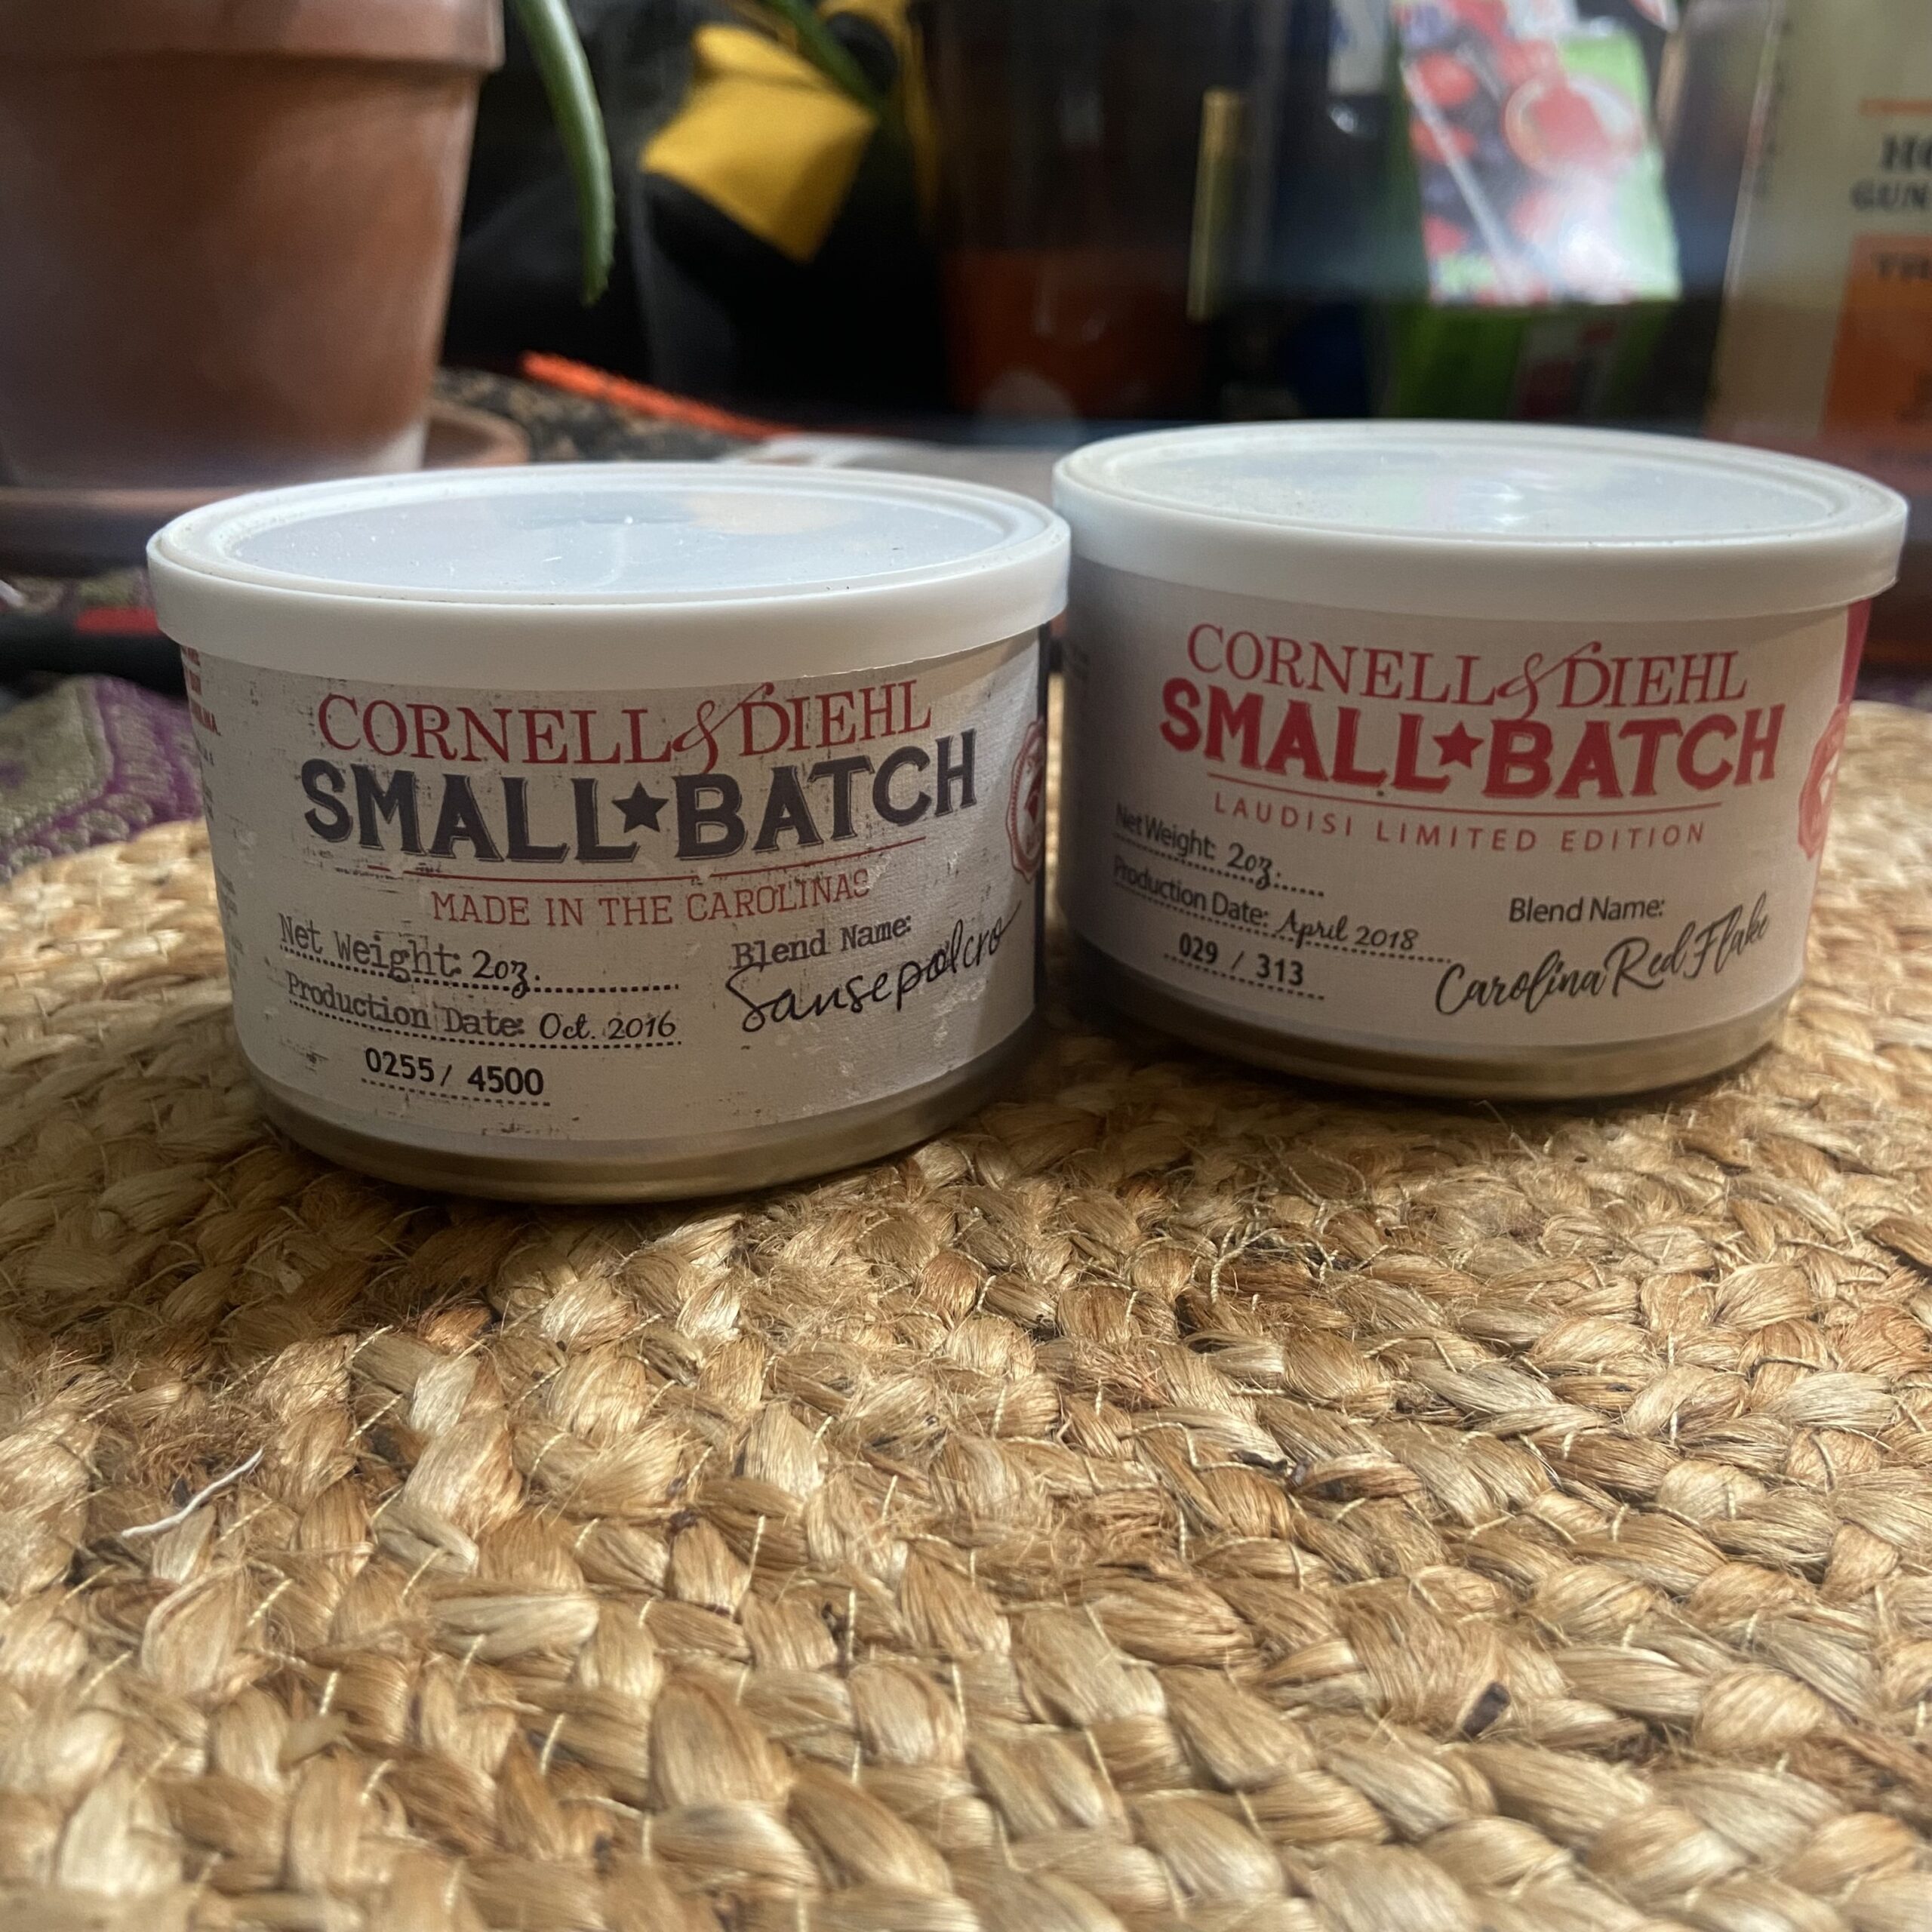 CORNELL & DIEHL
SMALL★BATCH
MADE IN THE CAROLINAS
Net Weight: 2oz.
Production Date: Oct. 2016
0255 / 4500
Blend Name:
Sansepolcro
CORNELL & DIEHL
SMALL★BATCH
LAUDISI LIMITED EDITION
Net Weight: 2oz.
Production Date: April 2018
029 / 313
Blend Name:
Carolina Red Flake